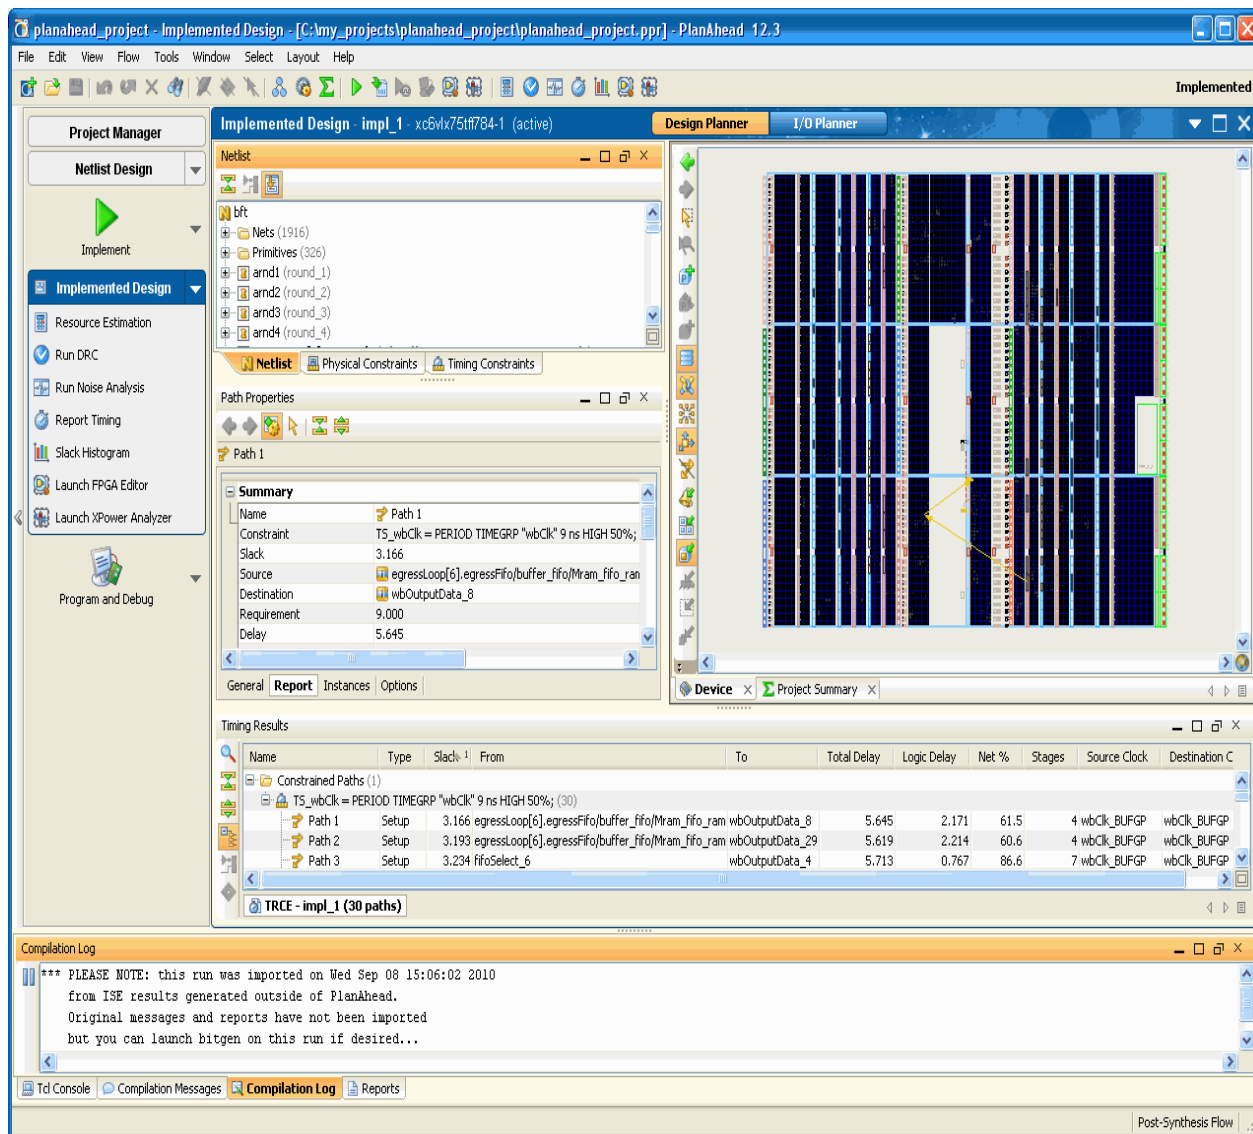 planahead_project - Implemented Design - [C:\my_projects\planahead_project\planahead_project.ppr] - PlanAhead 12.3
File Edit View Flow Tools Window Select Layout Help
Implemented
Project Manager
Netlist Design
Implement
Implemented Design
Resource Estimation
Run DRC
Run Noise Analysis
Report Timing
Slack Histogram
Launch FPGA Editor
Launch XPower Analyzer
Program and Debug
Implemented Design - impl_1 - xc6vlx75tff784-1 (active)
Design Planner I/O Planner
Netlist
bft
Nets (1916)
Primitives (326)
arnd1 (round_1)
arnd2 (round_2)
arnd3 (round_3)
arnd4 (round_4)
Netlist Physical Constraints Timing Constraints
Path Properties
Path 1
Summary
Name Path 1
Constraint TS_wbClk = PERIOD TIMEGRP "wbClk" 9 ns HIGH 50%;
Slack 3.166
Source egressLoop[6].egressFifo/buffer_fifo/Mram_fifo_ran
Destination wbOutputData_8
Requirement 9.000
Delay 5.645
General Report Instances Options
Device X Project Summary X
Timing Results
Name Type Slack 1 From To Total Delay Logic Delay Net % Stages Source Clock Destination C
Constrained Paths (1)
TS_wbClk = PERIOD TIMEGRP "wbClk" 9 ns HIGH 50%; (30)
Path 1 Setup 3.166 egressLoop[6].egressFifo/buffer_fifo/Mram_fifo_ram wbOutputData_8 5.645 2.171 61.5 4 wbClk_BUFGP wbClk_BUFGP
Path 2 Setup 3.193 egressLoop[6].egressFifo/buffer_fifo/Mram_fifo_ram wbOutputData_29 5.619 2.214 60.6 4 wbClk_BUFGP wbClk_BUFGP
Path 3 Setup 3.234 fifoSelect_6 wbOutputData_4 5.713 0.767 86.6 7 wbClk_BUFGP wbClk_BUFGP
TRCE - impl_1 (30 paths)
Compilation Log
*** PLEASE NOTE: this run was imported on Wed Sep 08 15:06:02 2010
from ISE results generated outside of PlanAhead.
Original messages and reports have not been imported
but you can launch bitgen on this run if desired...
Tcl Console Compilation Messages Compilation Log Reports
Post-Synthesis Flow